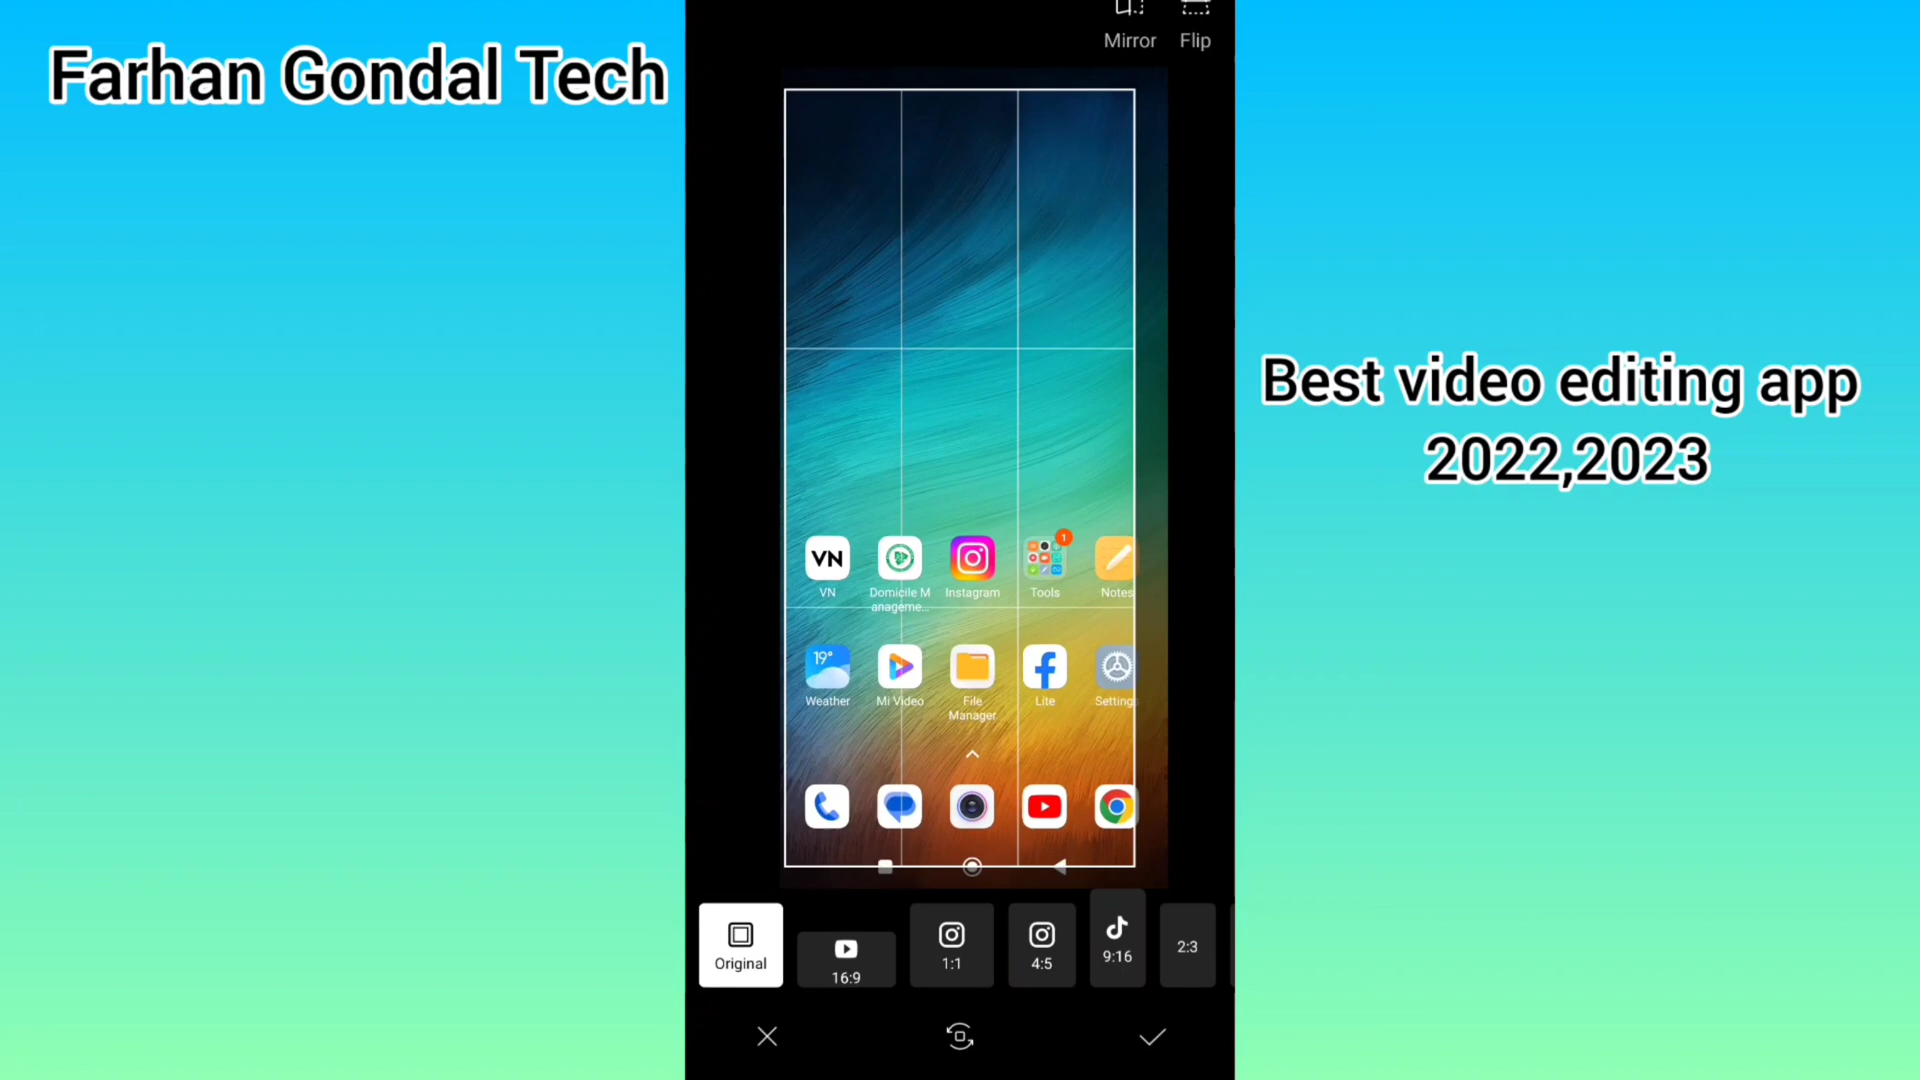 Farhan Gondal Tech
Mirror Flip
Best video editing app
2022,2023
1
VN
VN Domicile M
anageme... Instagram Tools Notes
19°
Weather Mi Video File
Manager Lite Settings
Original 16:9 1:1 4:5 9:16 2:3